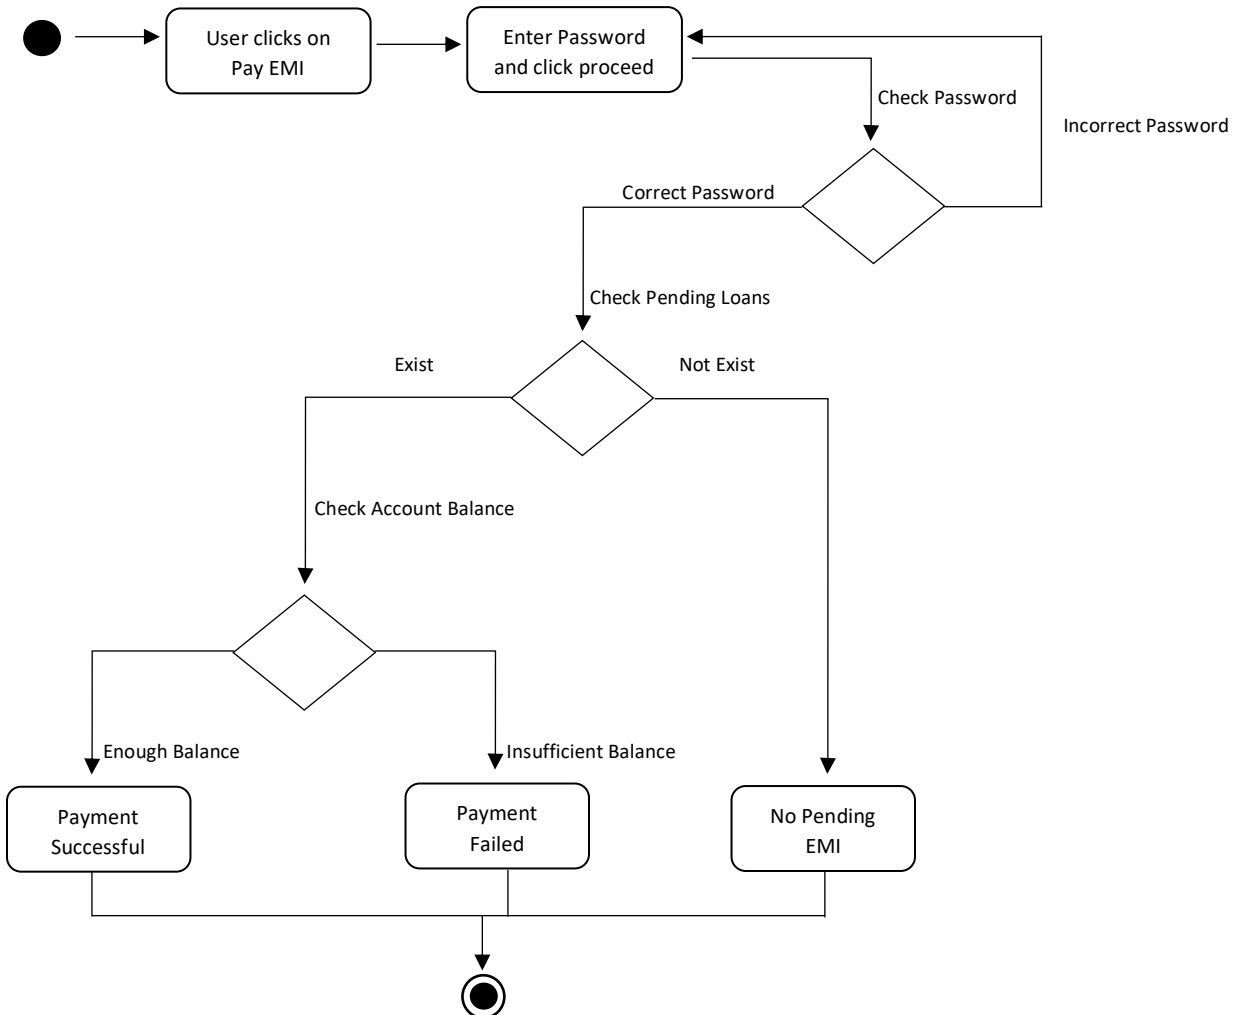 User clicks on
Pay EMI
Enter Password
and click proceed
Check Password
Incorrect Password
Correct Password
Check Pending Loans
Exist
Not Exist
Check Account Balance
Enough Balance
Insufficient Balance
Payment
Successful
Payment
Failed
No Pending
EMI